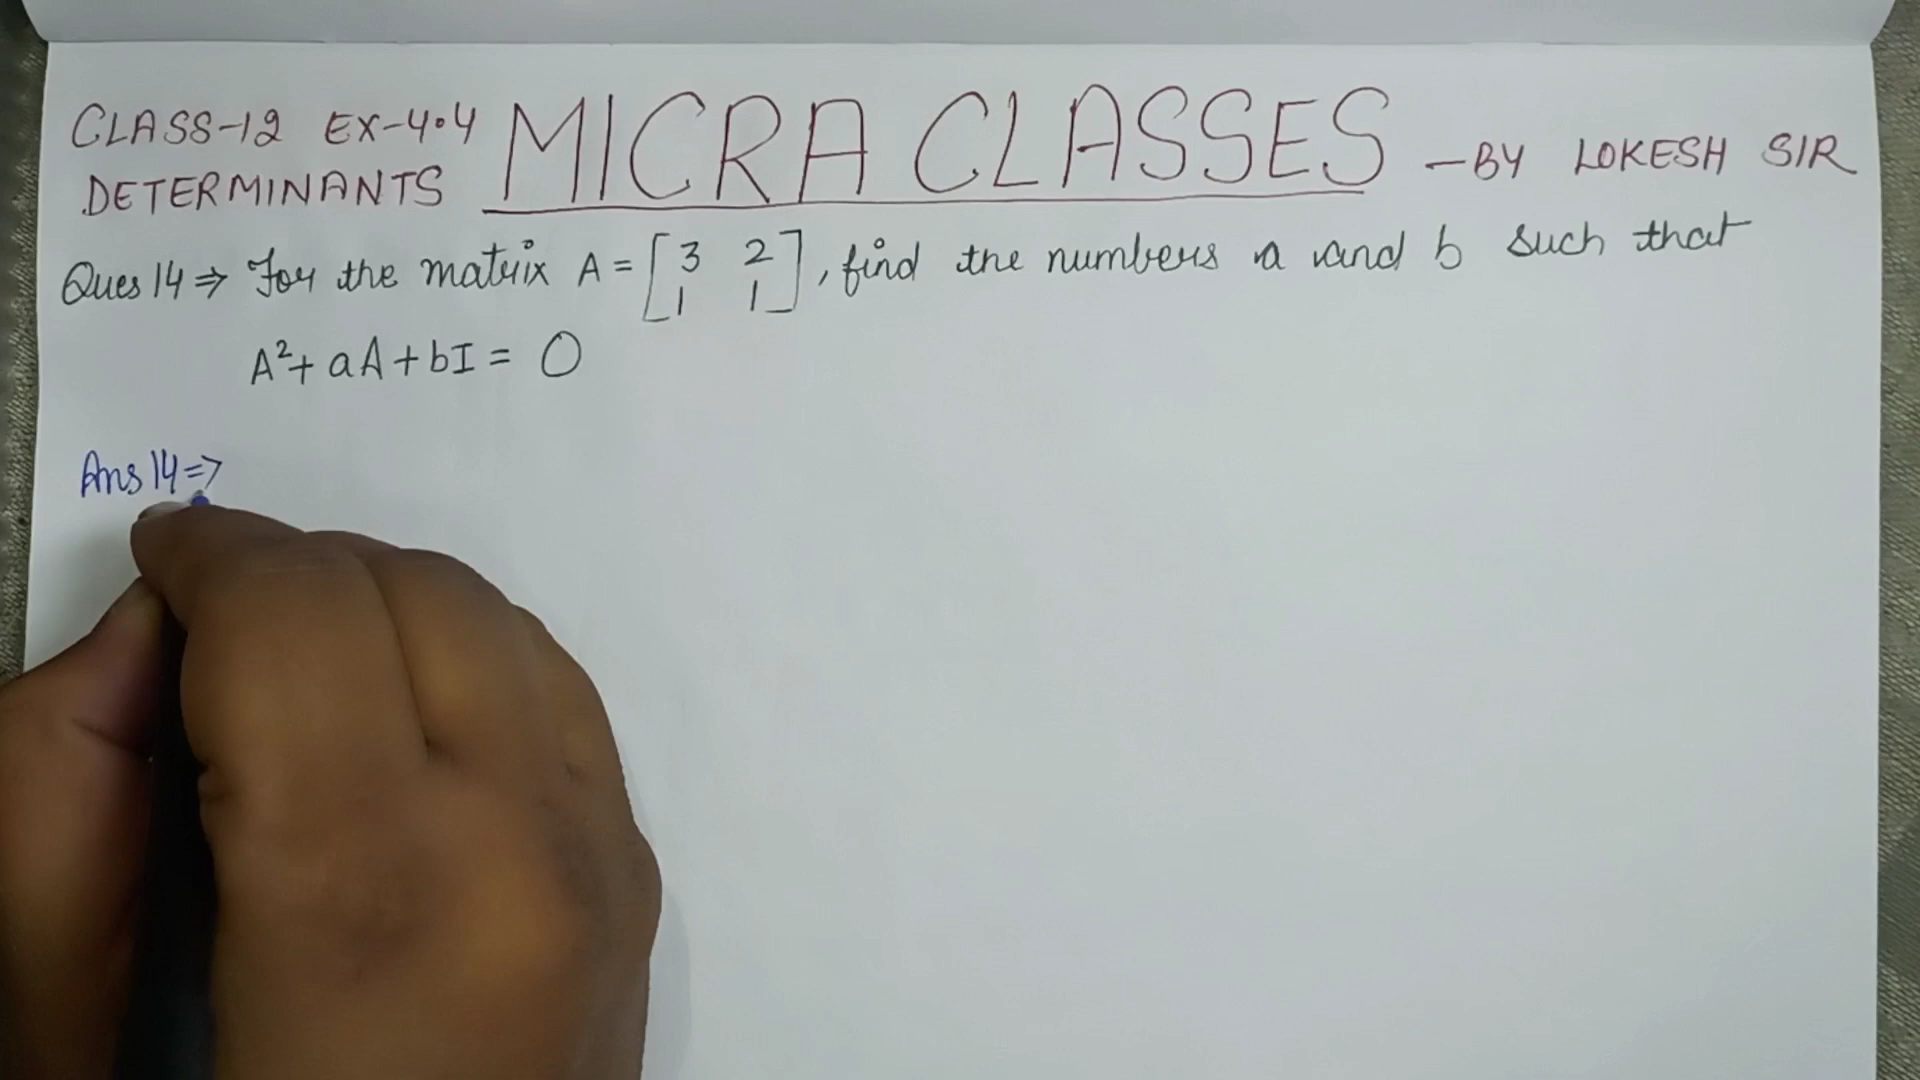 CLASS-12 EX-4.4 MICRA CLASSES -BY LOKESH SIR
DETERMINANTS
Ques 14 ⇒ For the matrix A = [3 2
1 1], find the numbers a and b such that
A²+ aA + bI = O
Ans 14 =>